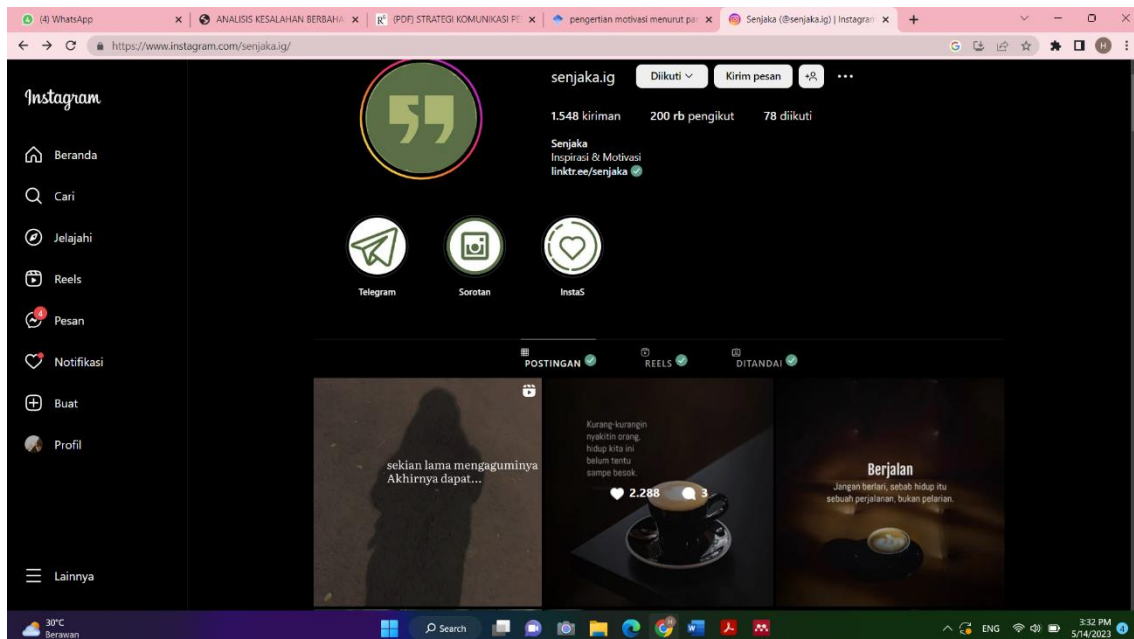 (4) WhatsApp
ANALISIS KESALAHAN BERBAHA
(PDF) STRATEGI KOMUNIKASI PE
pengertian motivasi menurut par
Senjaka (@senjaka.ig) | Instagram
https://www.instagram.com/senjaka.ig/
Instagram
Beranda
Cari
Jelajahi
Reels
4
Pesan
Notifikasi
Buat
Profil
Lainnya
senjaka.ig
Diikuti
Kirim pesan
1.548 kiriman 200 rb pengikut 78 diikuti
Senjaka
Inspirasi & Motivasi
linktr.ee/senjaka
Telegram Sorotan InstaS
POSTINGAN REELS DITANDAI
sekian lama mengaguminya
Akhirnya dapat...
Kurang-kurangin
nyakitin orang,
hidup kita ini
belum tentu
sampe besok.
2.288 3
Berjalan
Jangan berlari, sebab hidup itu
sebuah perjalanan, bukan pelarian.
30°C
Berawan
Search
ENG
3:32 PM
5/14/2023
4